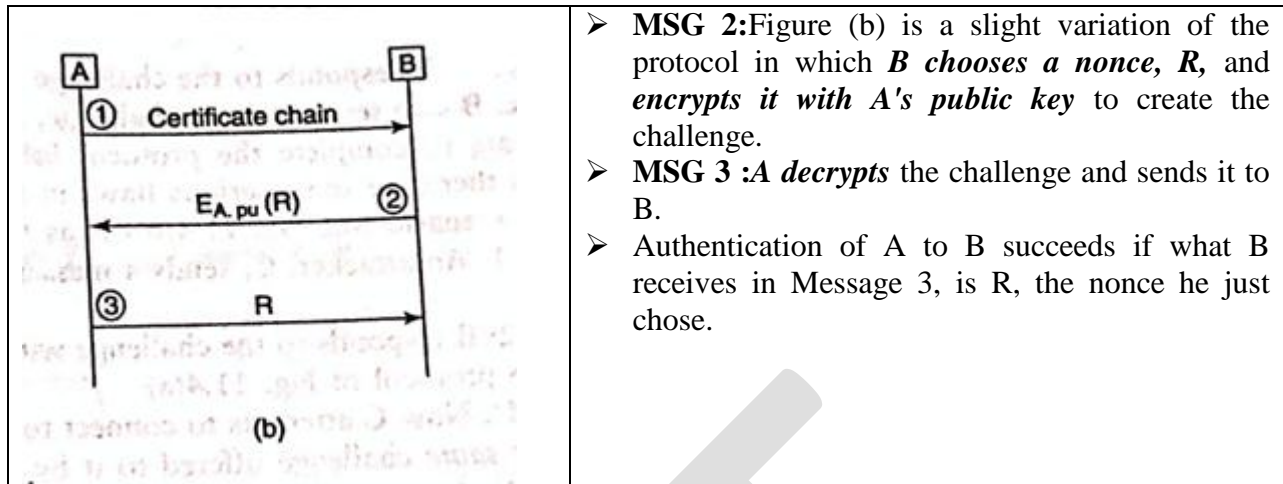 A B
① Certificate chain
E_A. pu (R) ②
③ R
(b)
➢ MSG 2:Figure (b) is a slight variation of the
protocol in which B chooses a nonce, R, and
encrypts it with A's public key to create the
challenge.
➢ MSG 3 :A decrypts the challenge and sends it to
B.
➢ Authentication of A to B succeeds if what B
receives in Message 3, is R, the nonce he just
chose.